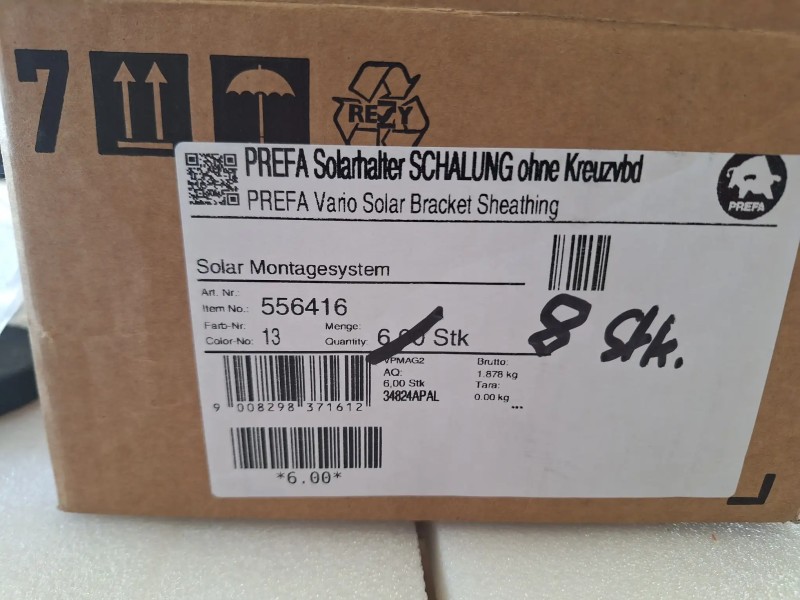 7
REZY
PREFA Solarhalter SCHALUNG ohne Kreuzvbd
PREFA Vario Solar Bracket Sheathing
PREFA
Solar Montagesystem
Art. Nr.:
Item No.: 556416
Farb-Nr: Menge:
Color-No: 13 Quantity: 6,00 Stk
8 Stk.
VPMAG2 Brutto:
AQ: 1.878 kg
6,00 Stk Tara:
34824APAL 0.00 kg
...
9 008298 371612
*6.00*